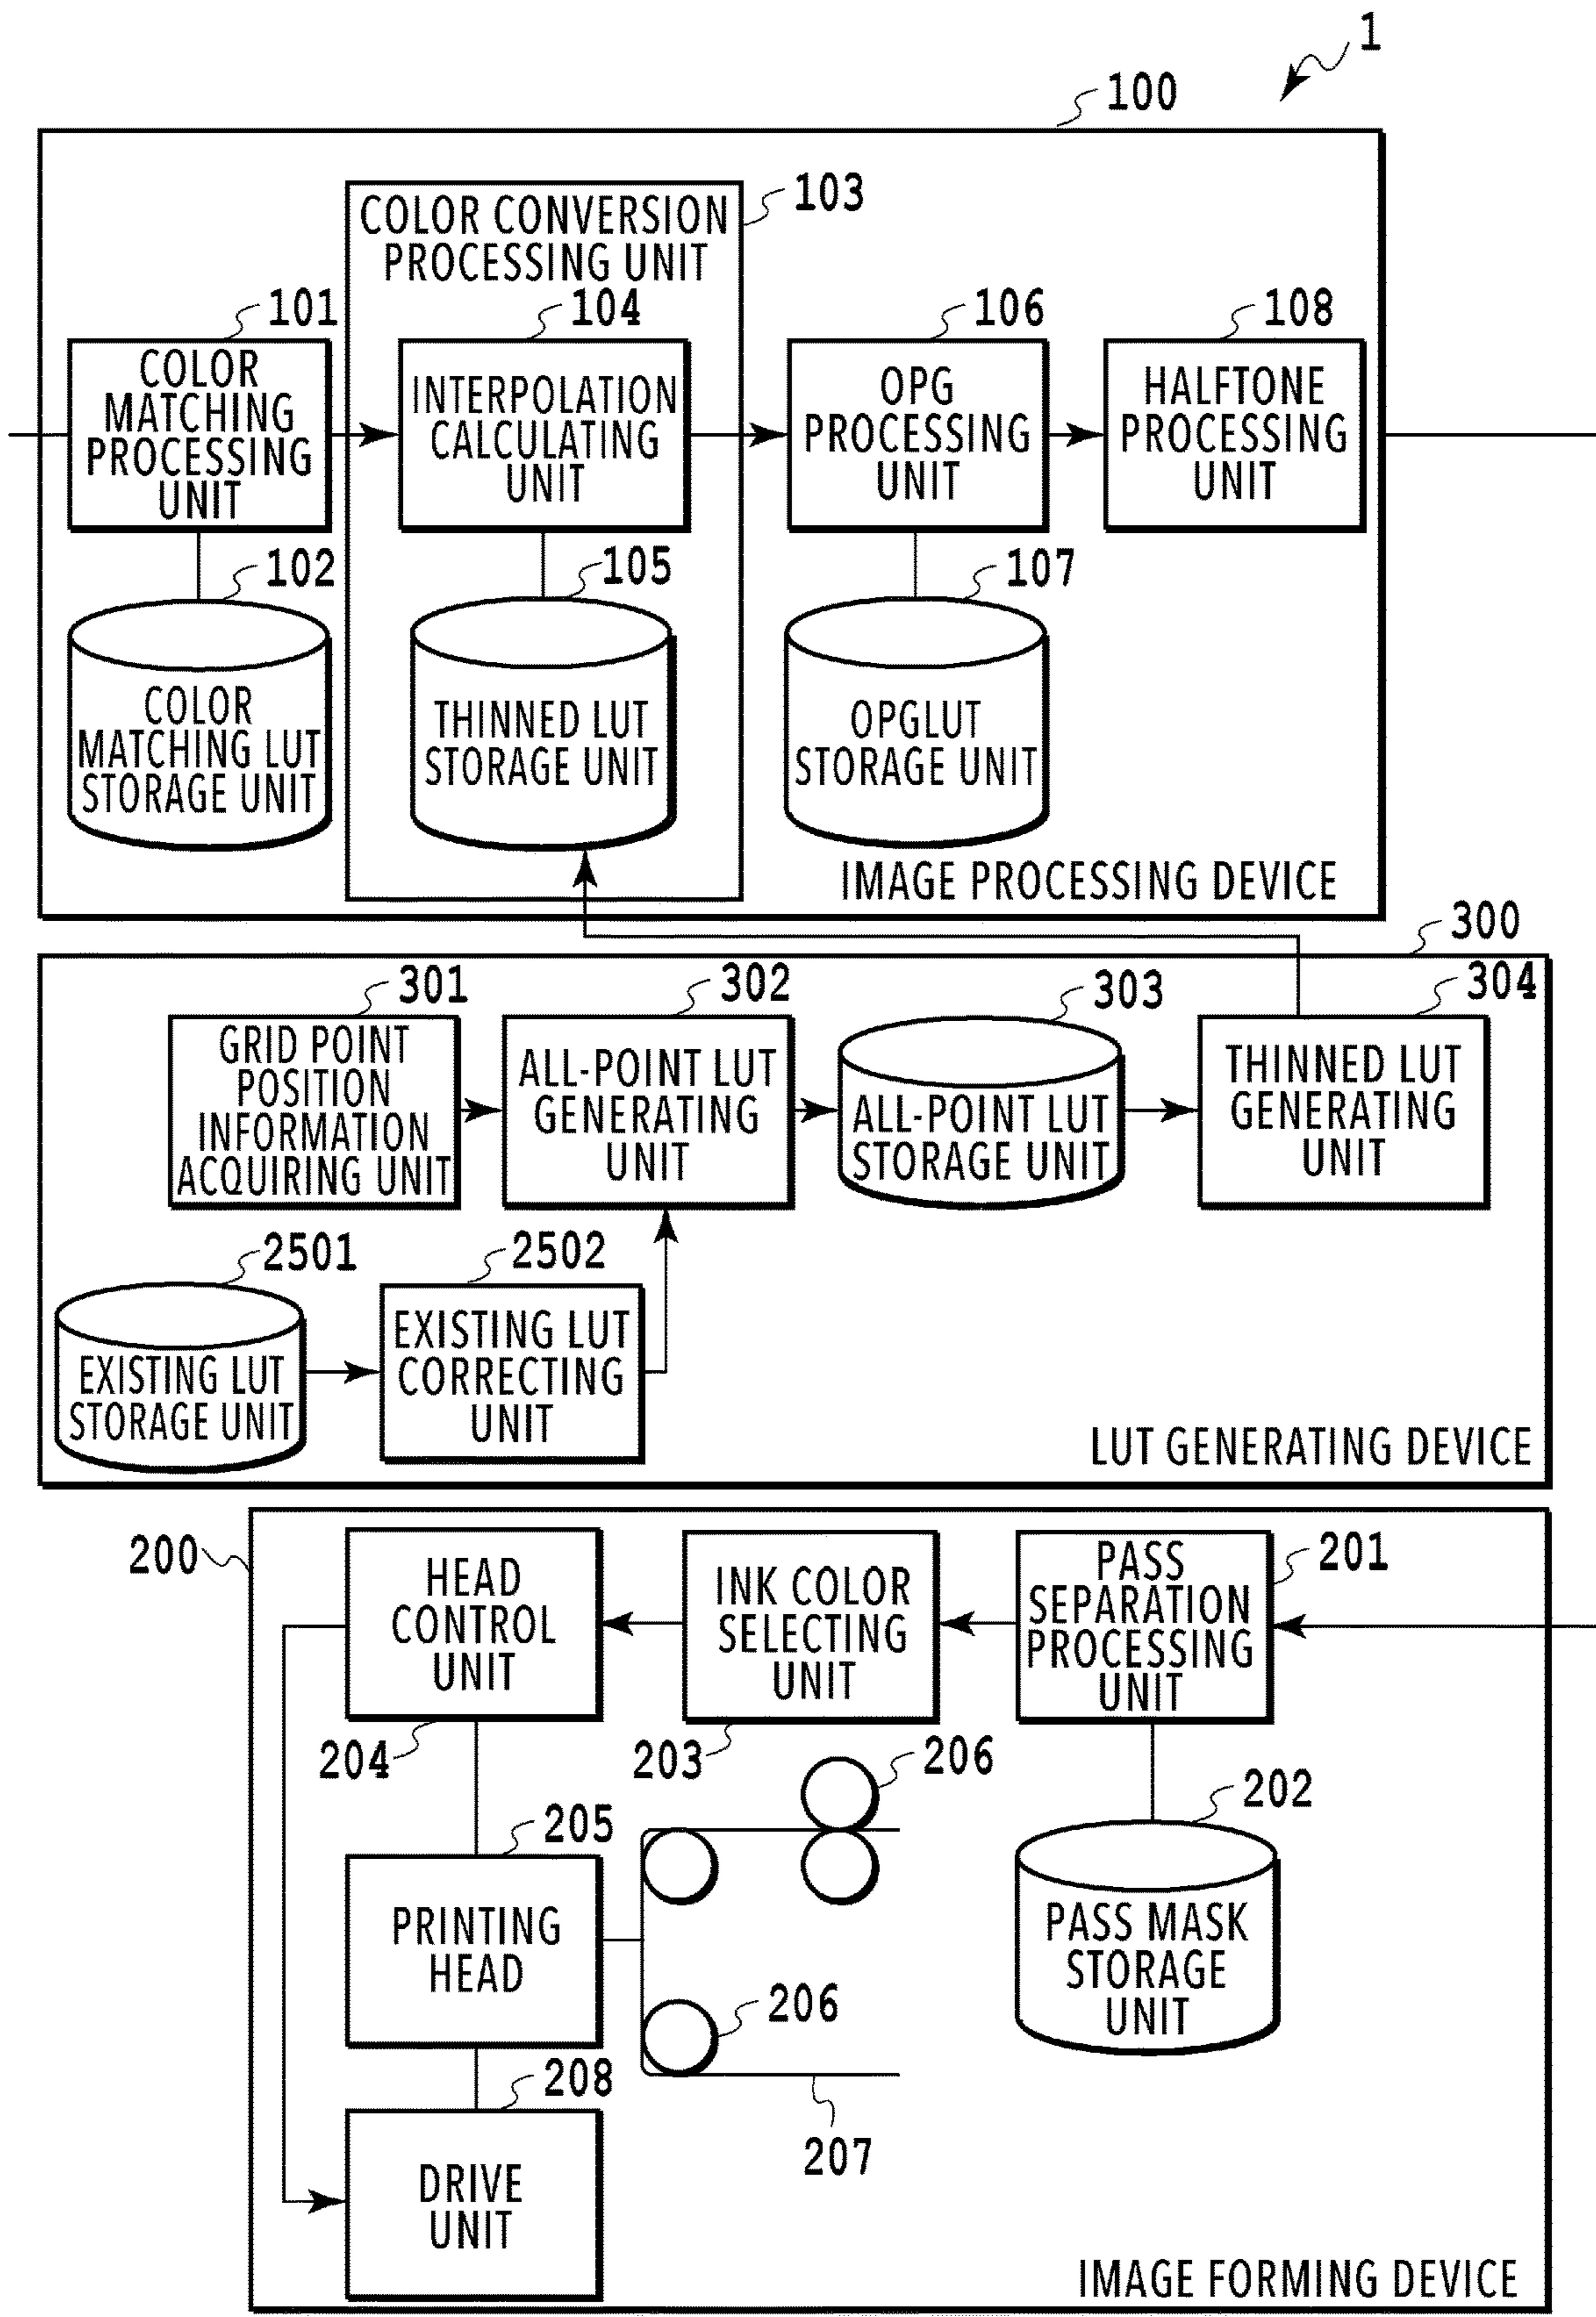 1
100
COLOR CONVERSION
PROCESSING UNIT
103
101
COLOR
MATCHING
PROCESSING
UNIT
104
INTERPOLATION
CALCULATING
UNIT
106
OPG
PROCESSING
UNIT
108
HALFTONE
PROCESSING
UNIT
102
COLOR
MATCHING LUT
STORAGE UNIT
105
THINNED LUT
STORAGE UNIT
107
OPGLUT
STORAGE UNIT
IMAGE PROCESSING DEVICE
300
301
GRID POINT
POSITION
INFORMATION
ACQUIRING UNIT
302
ALL-POINT LUT
GENERATING
UNIT
303
ALL-POINT LUT
STORAGE UNIT
304
THINNED LUT
GENERATING
UNIT
2501
EXISTING LUT
STORAGE UNIT
2502
EXISTING LUT
CORRECTING
UNIT
LUT GENERATING DEVICE
200
HEAD
CONTROL
UNIT
204
INK COLOR
SELECTING
UNIT
203
PASS
SEPARATION
PROCESSING
UNIT
201
206
202
PASS MASK
STORAGE
UNIT
205
PRINTING
HEAD
206
207
208
DRIVE
UNIT
IMAGE FORMING DEVICE